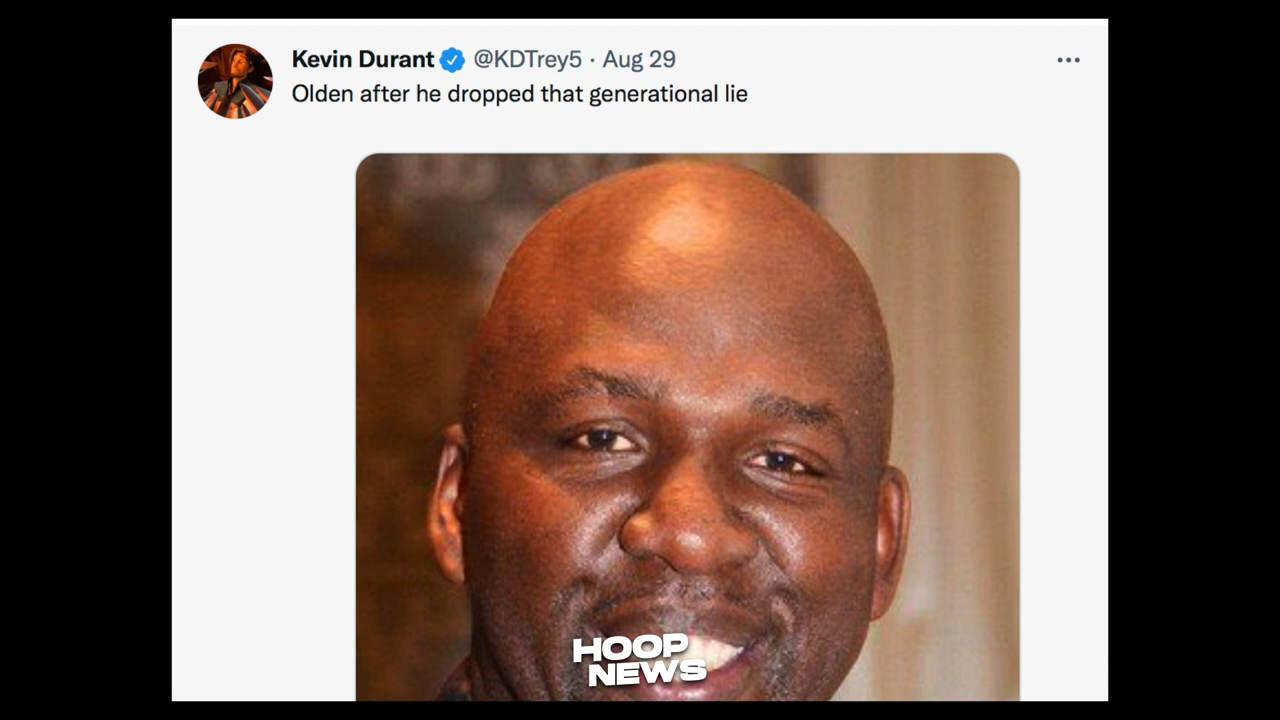 Kevin Durant @KDTrey5 · Aug 29
Olden after he dropped that generational lie
HOOP
NEWS